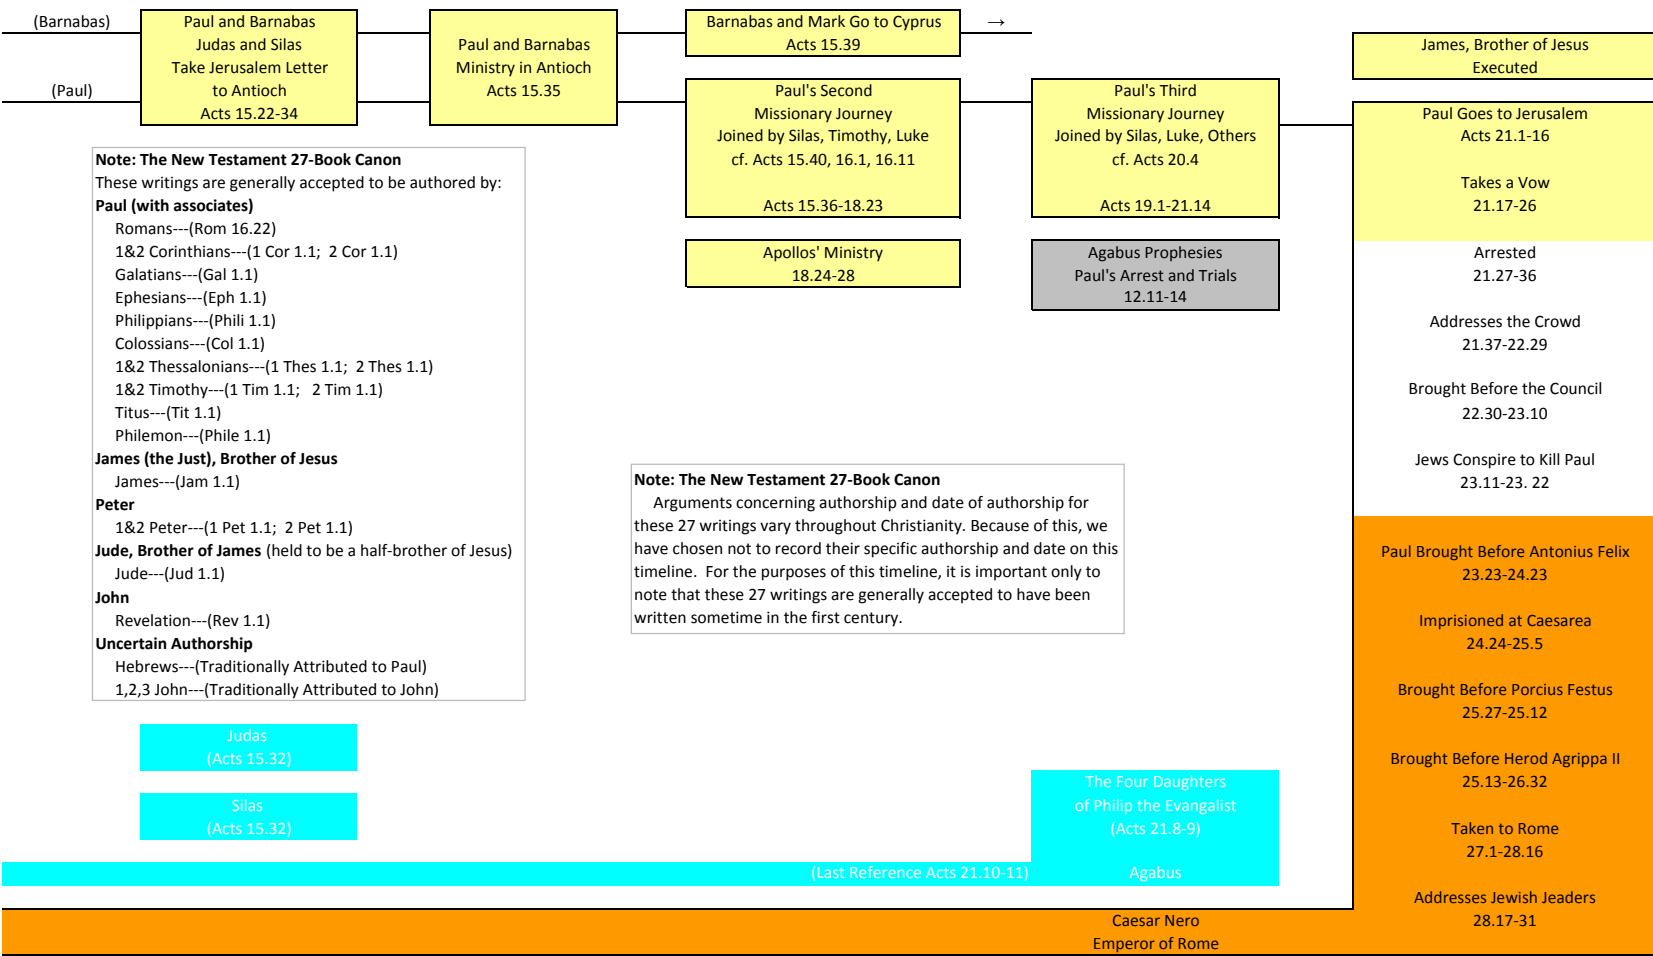 (Barnabas)
(Paul)
Paul and Barnabas
Judas and Silas
Take Jerusalem Letter
to Antioch
Acts 15.22-34
Paul and Barnabas
Ministry in Antioch
Acts 15.35
Barnabas and Mark Go to Cyprus
Acts 15.39
→
Paul's Second
Missionary Journey
Joined by Silas, Timothy, Luke
cf. Acts 15.40, 16.1, 16.11
Acts 15.36-18.23
Apollos' Ministry
18.24-28
Paul's Third
Missionary Journey
Joined by Silas, Luke, Others
cf. Acts 20.4
Acts 19.1-21.14
Agabus Prophesies
Paul's Arrest and Trials
12.11-14
James, Brother of Jesus
Executed
Paul Goes to Jerusalem
Acts 21.1-16
Takes a Vow
21.17-26
Arrested
21.27-36
Addresses the Crowd
21.37-22.29
Brought Before the Council
22.30-23.10
Jews Conspire to Kill Paul
23.11-23. 22
Paul Brought Before Antonius Felix
23.23-24.23
Imprisioned at Caesarea
24.24-25.5
Brought Before Porcius Festus
25.27-25.12
Brought Before Herod Agrippa II
25.13-26.32
Taken to Rome
27.1-28.16
Addresses Jewish Jeaders
28.17-31
Note: The New Testament 27-Book Canon
These writings are generally accepted to be authored by:
Paul (with associates)
Romans---(Rom 16.22)
1&2 Corinthians---(1 Cor 1.1;  2 Cor 1.1)
Galatians---(Gal 1.1)
Ephesians---(Eph 1.1)
Philippians---(Phili 1.1)
Colossians---(Col 1.1)
1&2 Thessalonians---(1 Thes 1.1;  2 Thes 1.1)
1&2 Timothy---(1 Tim 1.1;   2 Tim 1.1)
Titus---(Tit 1.1)
Philemon---(Phile 1.1)
James (the Just), Brother of Jesus
James---(Jam 1.1)
Peter
1&2 Peter---(1 Pet 1.1;  2 Pet 1.1)
Jude, Brother of James (held to be a half-brother of Jesus)
Jude---(Jud 1.1)
John
Revelation---(Rev 1.1)
Uncertain Authorship
Hebrews---(Traditionally Attributed to Paul)
1,2,3 John---(Traditionally Attributed to John)
Note: The New Testament 27-Book Canon
Arguments concerning authorship and date of authorship for
these 27 writings vary throughout Christianity. Because of this, we
have chosen not to record their specific authorship and date on this
timeline.  For the purposes of this timeline, it is important only to
note that these 27 writings are generally accepted to have been
written sometime in the first century.
Judas
(Acts 15.32)
Silas
(Acts 15.32)
The Four Daughters
of Philip the Evangalist
(Acts 21.8-9)
(Last Reference Acts 21.10-11)
Agabus
Caesar Nero
Emperor of Rome